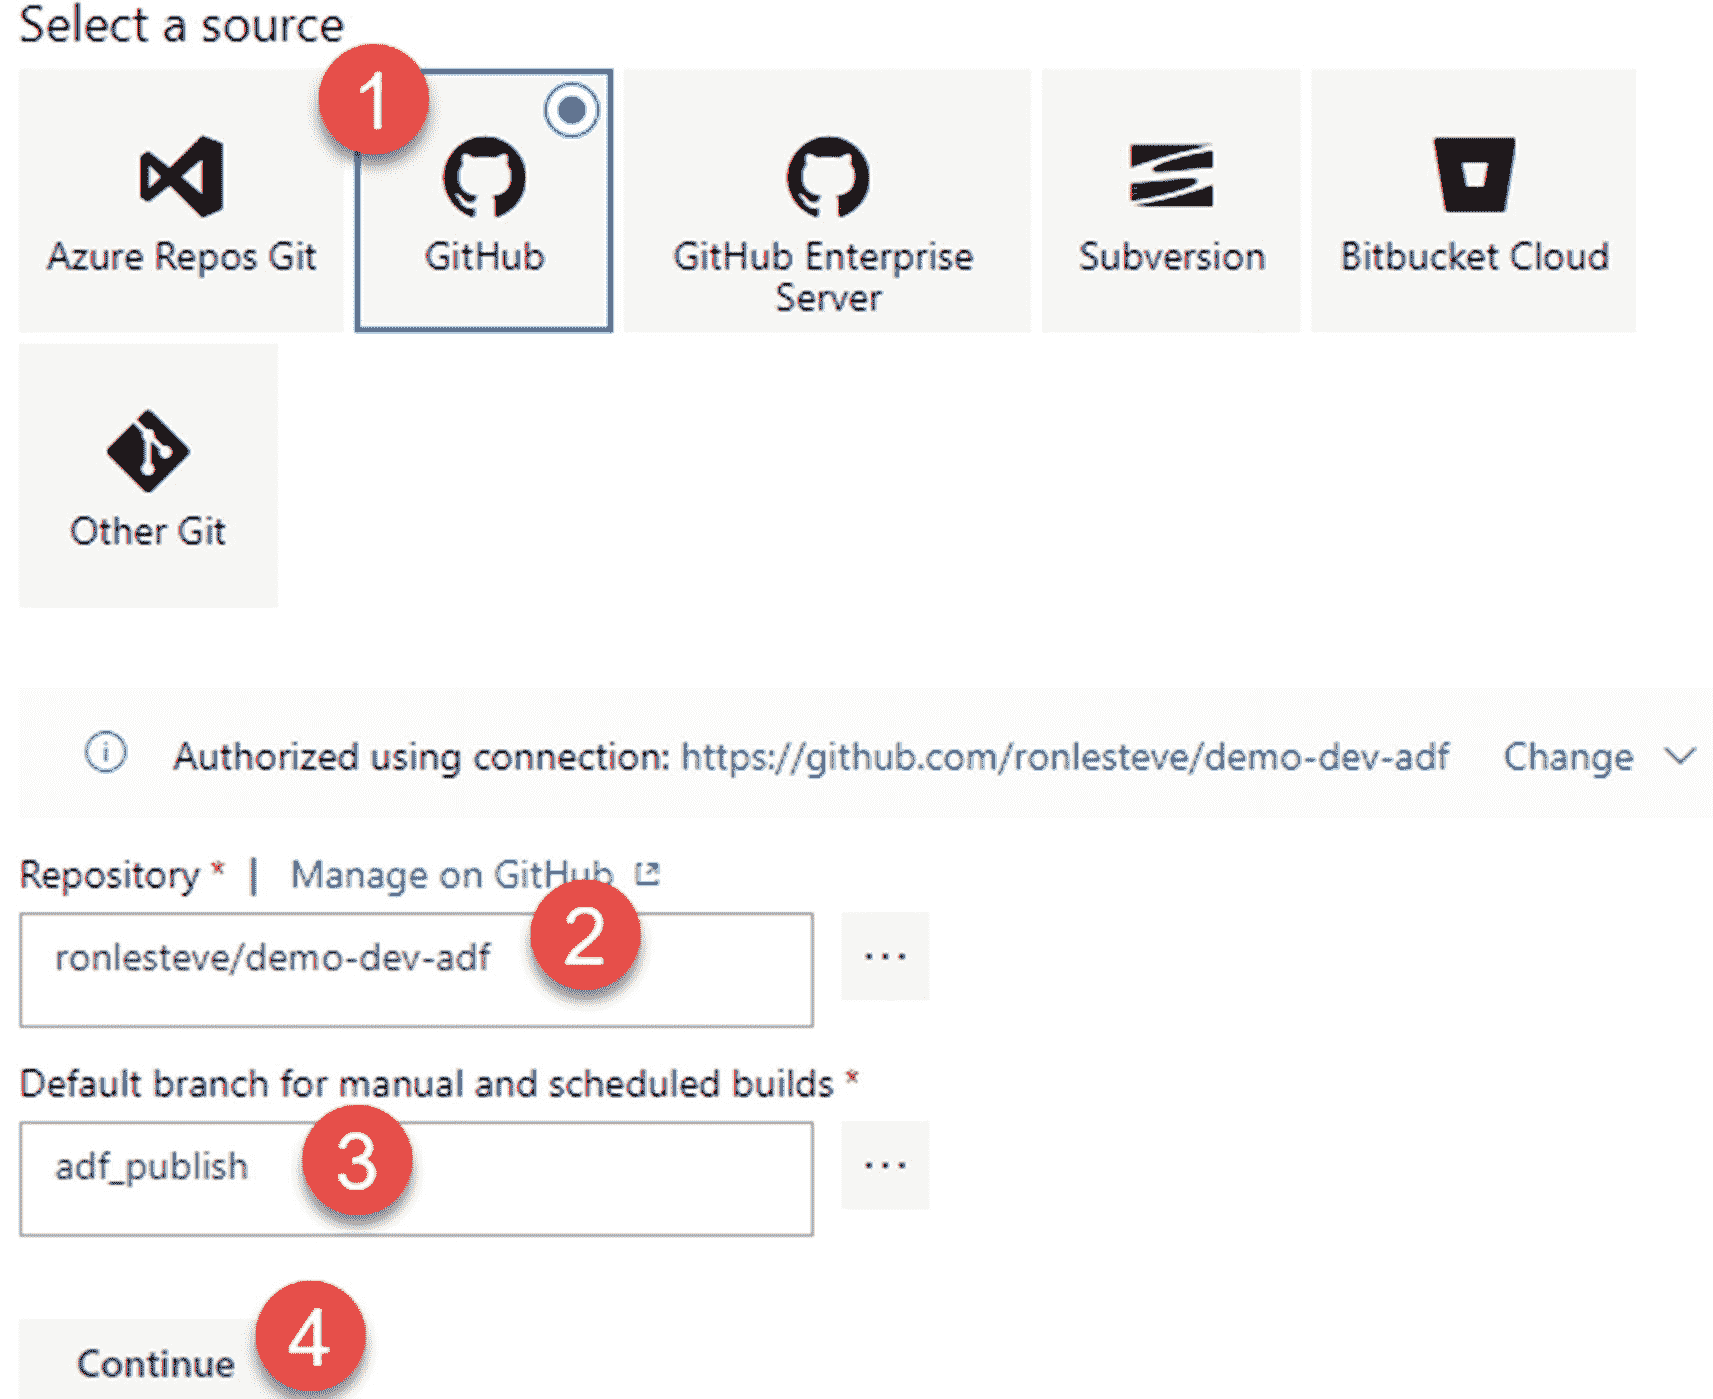 Select a source
1
Azure Repos Git
GitHub
GitHub Enterprise
Server
Subversion
Bitbucket Cloud
Other Git
Authorized using connection: https://github.com/ronlesteve/demo-dev-adf Change
Repository * | Manage on GitHub
ronlesteve/demo-dev-adf 2 ...
Default branch for manual and scheduled builds *
adf_publish 3 ...
Continue 4